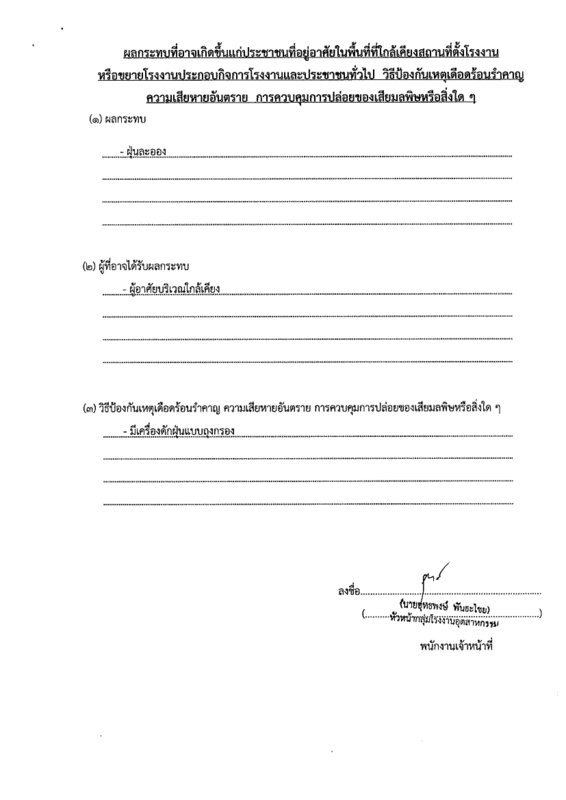 ผลกระทบที่อาจเกิดขึ้นแก่ประชาชนที่อยู่อาศัยในพื้นที่ที่ใกล้เคียงสถานที่ตั้งโรงงาน
หรือขยายโรงงานประกอบกิจการโรงงานและประชาชนทั่วไป วิธีป้องกันเหตุเดือดร้อนรำคาญ
ความเสียหายอันตราย การควบคุมการปล่อยของเสียมลพิษหรือสิ่งใด ๆ
(๑) ผลกระทบ
- ฝุ่นละออง
(๒) ผู้ที่อาจได้รับผลกระทบ
- ผู้อาศัยบริเวณใกล้เคียง
(๓) วิธีป้องกันเหตุเดือดร้อนรำคาญ ความเสียหายอันตราย การควบคุมการปล่อยของเสียมลพิษหรือสิ่งใด ๆ
- มีเครื่องดักฝุ่นแบบถุงกรอง
ลงชื่อ
(นายยุทธพงษ์ พันธะไชย)
(หัวหน้ากลุ่มโรงงานอุตสาหกรรม)
พนักงานเจ้าหน้าที่